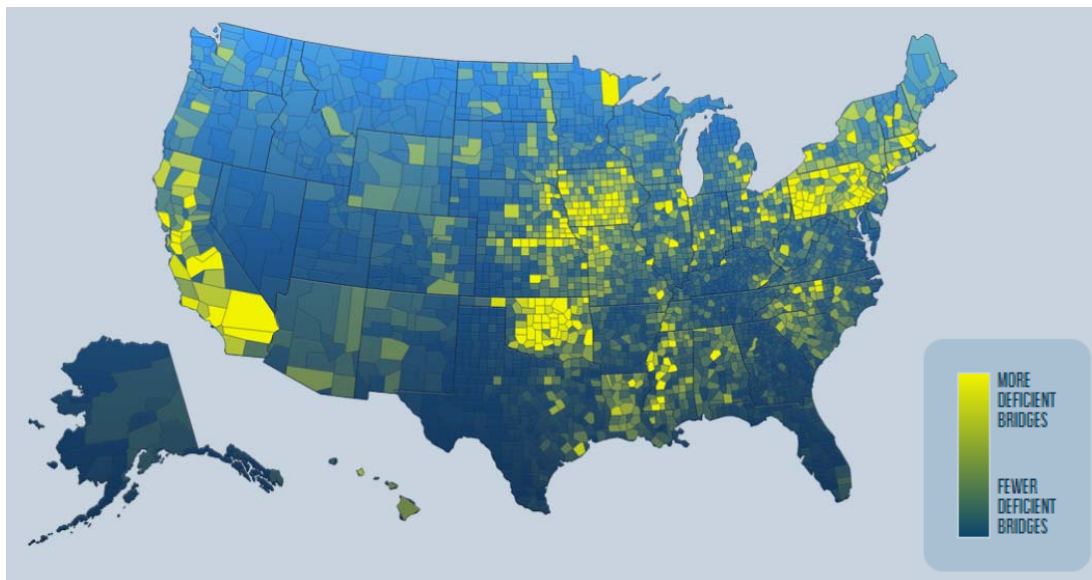 MORE
DEFICIENT
BRIDGES
FEWER
DEFICIENT
BRIDGES